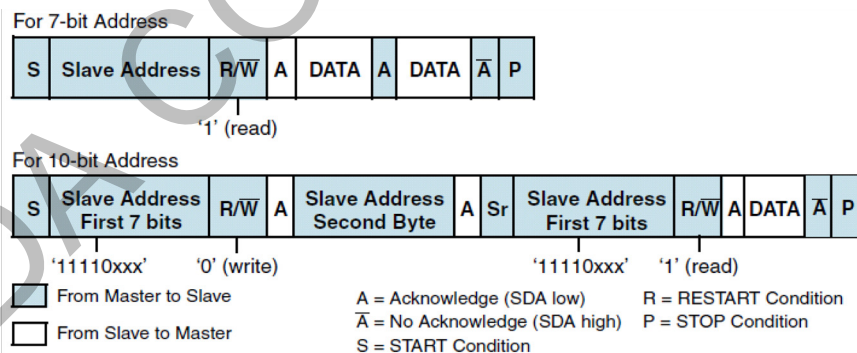 For 7-bit Address
S Slave Address R/W̅ A DATA A DATA A̅ P
'1' (read)
For 10-bit Address
S Slave Address First 7 bits R/W̅ A Slave Address Second Byte A Sr Slave Address First 7 bits R/W̅ A DATA A̅ P
'11110xxx' '0' (write) '11110xxx' '1' (read)
From Master to Slave
From Slave to Master
A = Acknowledge (SDA low)
A̅ = No Acknowledge (SDA high)
S = START Condition
R = RESTART Condition
P = STOP Condition